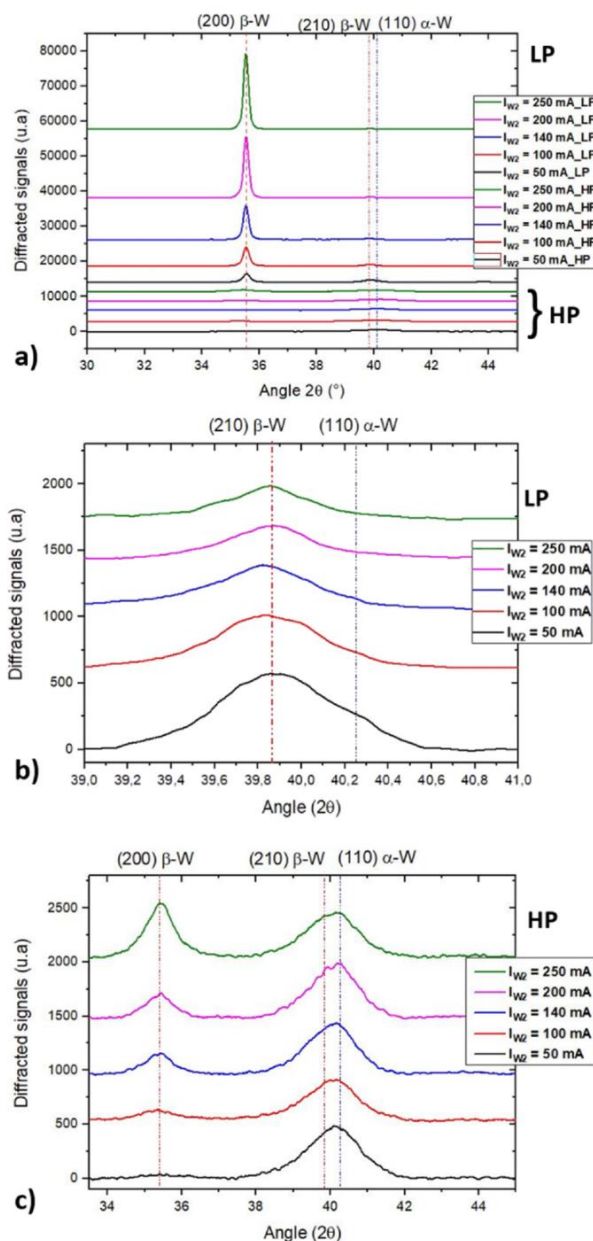 (200) β-W
(210) β-W
(110) α-W
LP
80000
70000
60000
50000
40000
30000
20000
10000
0
Diffracted signals (u.a)
I_W2 = 250 mA_LP
I_W2 = 200 mA_LP
I_W2 = 140 mA_LP
I_W2 = 100 mA_LP
I_W2 = 50 mA_LP
I_W2 = 250 mA_HP
I_W2 = 200 mA_HP
I_W2 = 140 mA_HP
I_W2 = 100 mA_HP
I_W2 = 50 mA_HP
} HP
30 32 34 36 38 40 42 44
a)
Angle 2θ (°)
(210) β-W
(110) α-W
LP
2000
1500
1000
500
0
Diffracted signals (u.a)
I_W2 = 250 mA
I_W2 = 200 mA
I_W2 = 140 mA
I_W2 = 100 mA
I_W2 = 50 mA
39,0 39,2 39,4 39,6 39,8 40,0 40,2 40,4 40,6 40,8 41,0
b)
Angle (2θ)
(200) β-W
(210) β-W
(110) α-W
HP
2500
2000
1500
1000
500
0
Diffracted signals (u.a)
I_W2 = 250 mA
I_W2 = 200 mA
I_W2 = 140 mA
I_W2 = 100 mA
I_W2 = 50 mA
34 36 38 40 42 44
c)
Angle (2θ)